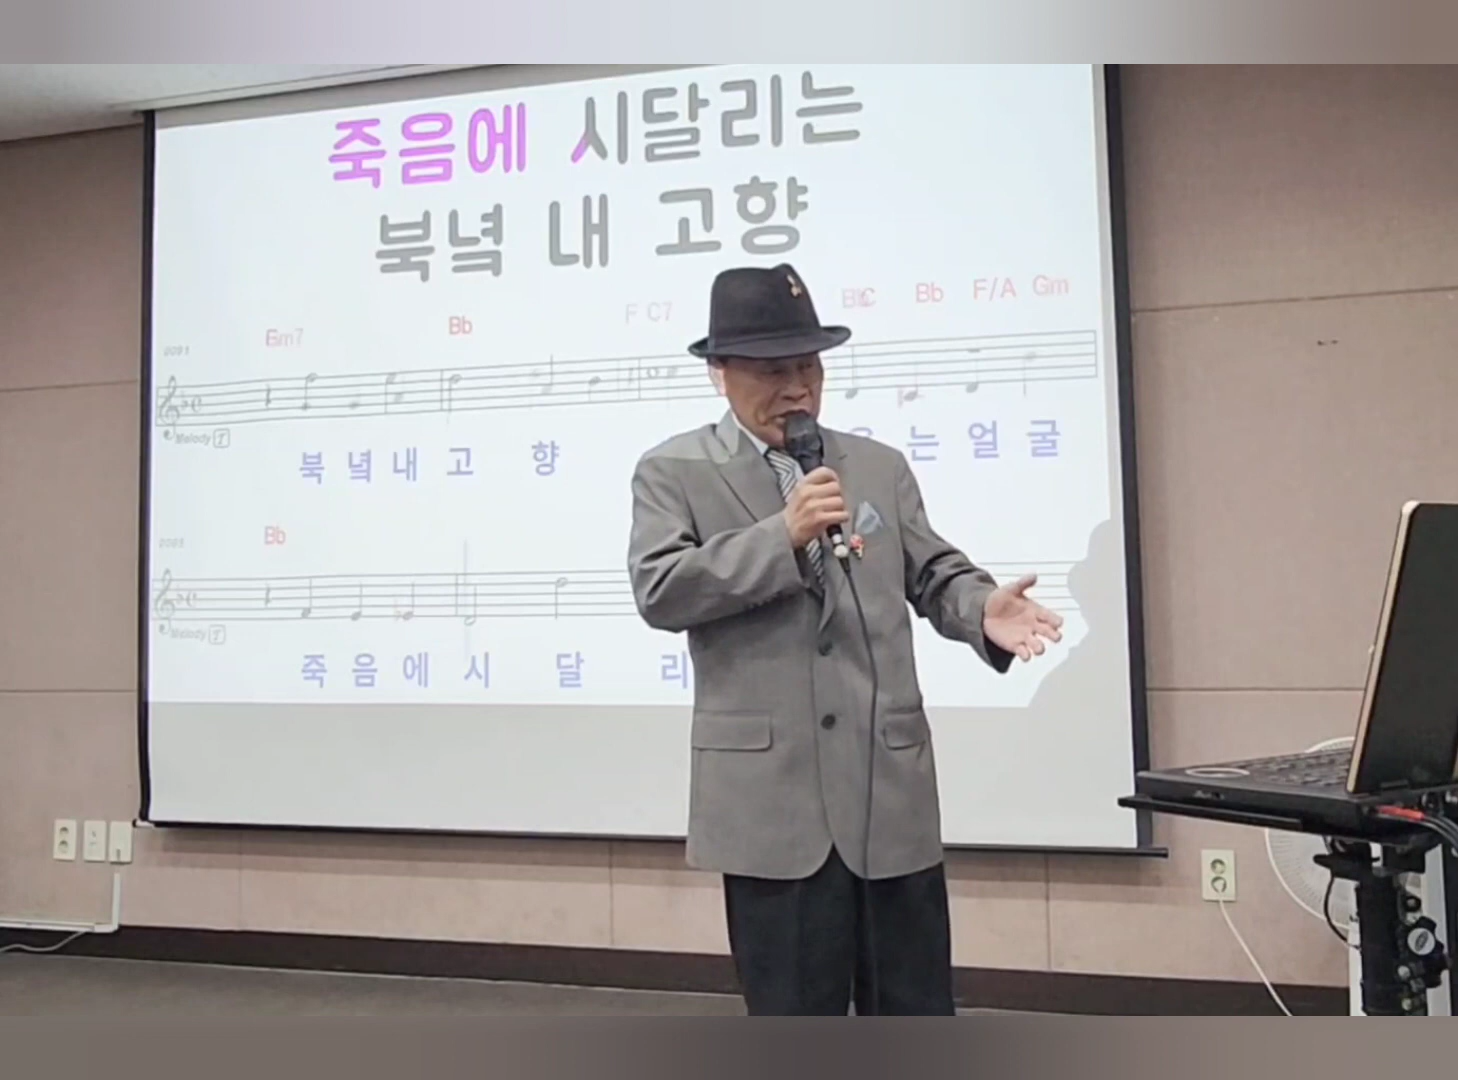 죽음에 시달리는
북녘 내 고향
Bb F C7 Bb F/A Gm
0091
Melody
북 녘 내 고 향 는 얼 굴
Bb
Melody
죽 음 에 시 달 리